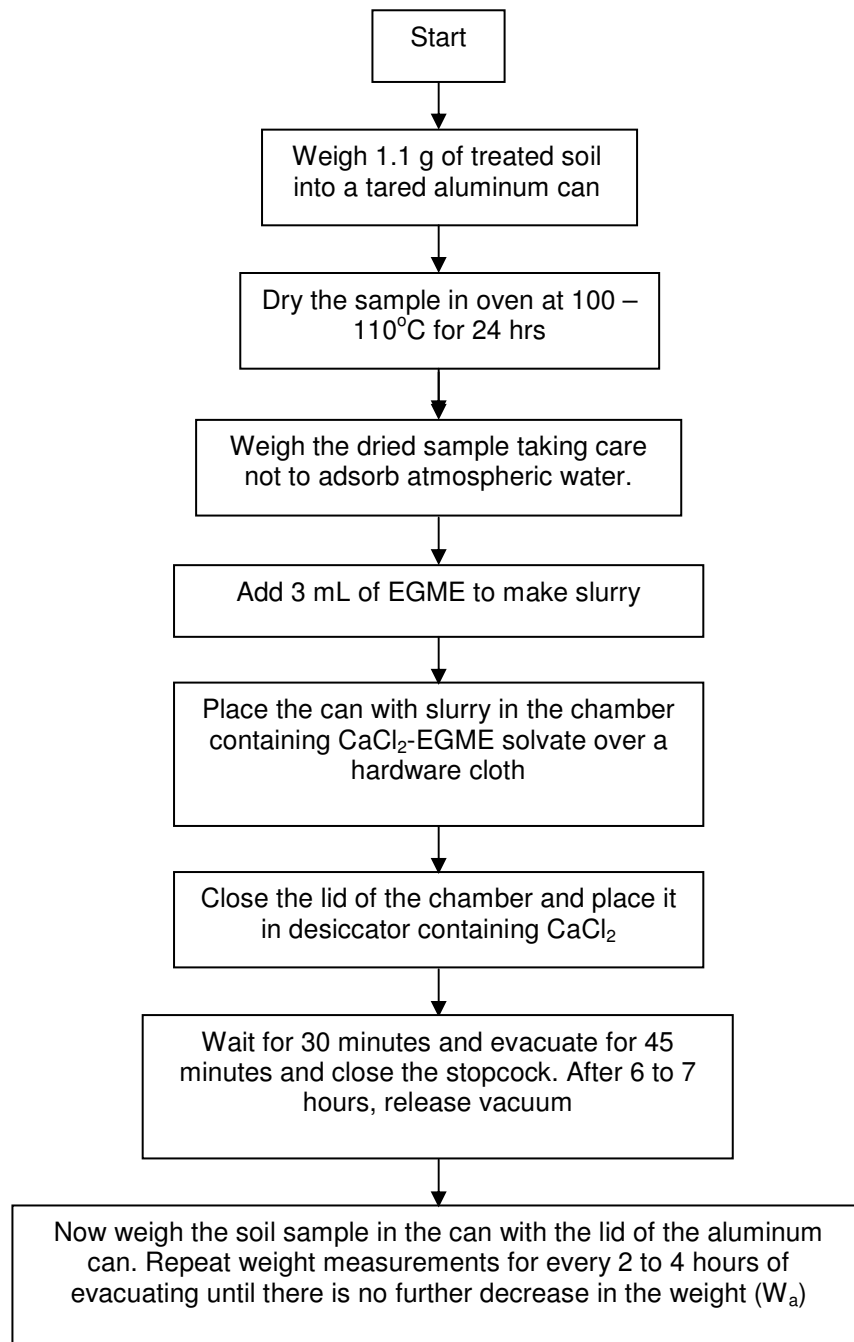 Start
Weigh 1.1 g of treated soil
into a tared aluminum can
Dry the sample in oven at 100 –
110°C for 24 hrs
Weigh the dried sample taking care
not to adsorb atmospheric water.
Add 3 mL of EGME to make slurry
Place the can with slurry in the chamber
containing CaCl₂-EGME solvate over a
hardware cloth
Close the lid of the chamber and place it
in desiccator containing CaCl₂
Wait for 30 minutes and evacuate for 45
minutes and close the stopcock. After 6 to 7
hours, release vacuum
Now weigh the soil sample in the can with the lid of the aluminum
can. Repeat weight measurements for every 2 to 4 hours of
evacuating until there is no further decrease in the weight (Wₐ)